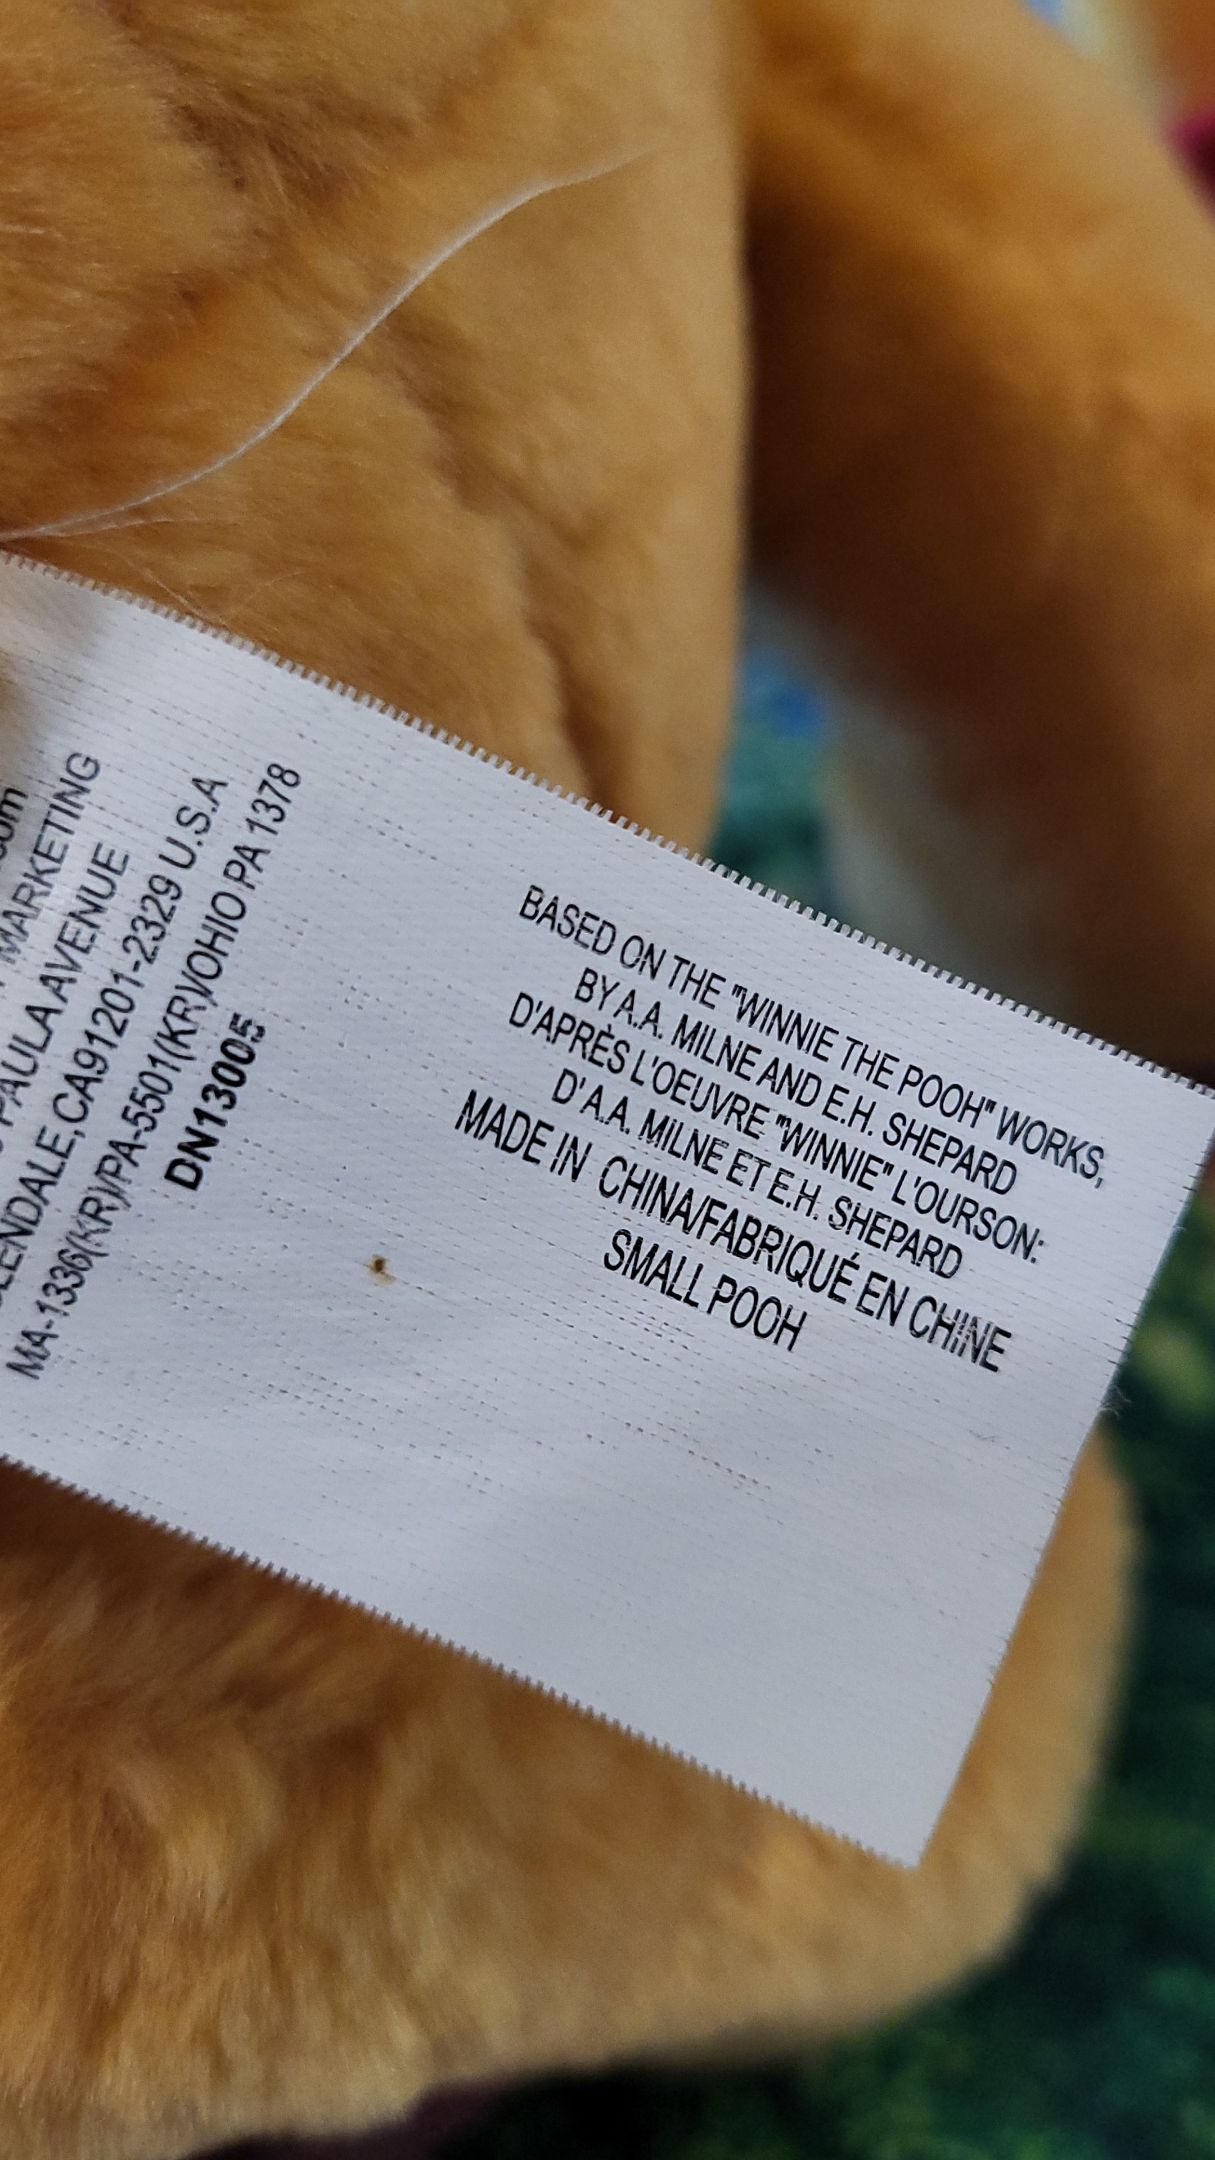 MARKETING
PAULA AVENUE
GLENDALE, CA91201-2329 U.S.A
MA-1336(KR)/PA-5501(KR)/OHIO PA 1378
DN13005
BASED ON THE "WINNIE THE POOH" WORKS,
BY A.A. MILNE AND E.H. SHEPARD
D'APRÈS L'OEUVRE "WINNIE" L'OURSON:
D' A.A. MILNE ET E.H. SHEPARD
MADE IN CHINA/FABRIQUÉ EN CHINE
SMALL POOH